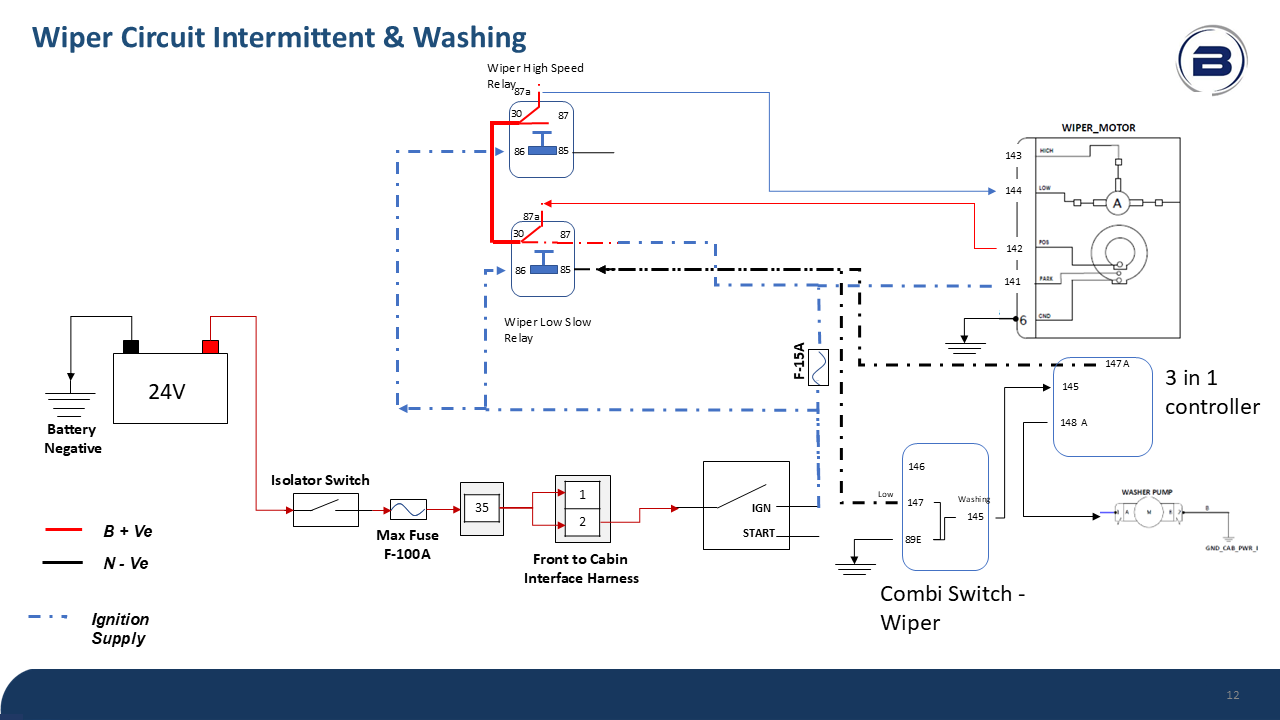 Wiper Circuit Intermittent & Washing
B
Wiper High Speed
Relay
87a
30
87
86
85
WIPER_MOTOR
143
HIGH
144
LOW
A
142
POS
141
PARK
6
GND
87a
30
87
86
85
Wiper Low Slow
Relay
F-15A
24V
Battery
Negative
147 A
145
148 A
3 in 1
controller
Isolator Switch
Max Fuse
F-100A
35
1
2
Front to Cabin
Interface Harness
IGN
START
146
Low
147
Washing
145
89E
Combi Switch -
Wiper
WASHER PUMP
A
M
B
GND_CAB_PWR_I
B + Ve
N - Ve
Ignition
Supply
12